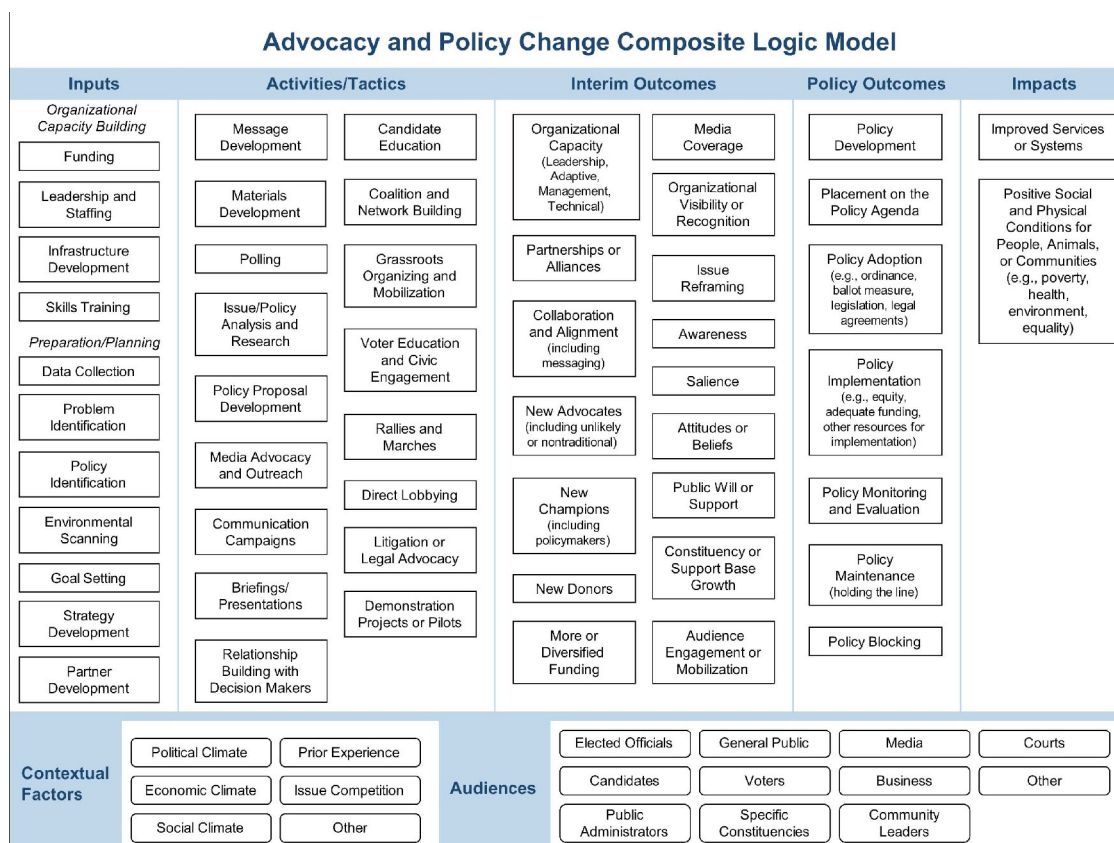 Advocacy and Policy Change Composite Logic Model
Inputs
Organizational
Capacity Building
Funding
Leadership and
Staffing
Infrastructure
Development
Skills Training
Preparation/Planning
Data Collection
Problem
Identification
Policy
Identification
Environmental
Scanning
Goal Setting
Strategy
Development
Partner
Development
Activities/Tactics
Message
Development
Materials
Development
Polling
Issue/Policy
Analysis and
Research
Policy Proposal
Development
Media Advocacy
and Outreach
Communication
Campaigns
Briefings/
Presentations
Relationship
Building with
Decision Makers
Candidate
Education
Coalition and
Network Building
Grassroots
Organizing and
Mobilization
Voter Education
and Civic
Engagement
Rallies and
Marches
Direct Lobbying
Litigation or
Legal Advocacy
Demonstration
Projects or Pilots
Interim Outcomes
Organizational
Capacity
(Leadership,
Adaptive,
Management,
Technical)
Partnerships or
Alliances
Collaboration
and Alignment
(including
messaging)
New Advocates
(including unlikely
or nontraditional)
New
Champions
(including
policymakers)
New Donors
More or
Diversified
Funding
Media
Coverage
Organizational
Visibility or
Recognition
Issue
Reframing
Awareness
Salience
Attitudes or
Beliefs
Public Will or
Support
Constituency or
Support Base
Growth
Audience
Engagement or
Mobilization
Policy Outcomes
Policy
Development
Placement on the
Policy Agenda
Policy Adoption
(e.g., ordinance,
ballot measure,
legislation, legal
agreements)
Policy
Implementation
(e.g., equity,
adequate funding,
other resources for
implementation)
Policy Monitoring
and Evaluation
Policy
Maintenance
(holding the line)
Policy Blocking
Impacts
Improved Services
or Systems
Positive Social
and Physical
Conditions for
People, Animals,
or Communities
(e.g., poverty,
health,
environment,
equality)
Contextual
Factors
Political Climate
Prior Experience
Economic Climate
Issue Competition
Social Climate
Other
Audiences
Elected Officials
General Public
Media
Courts
Candidates
Voters
Business
Other
Public
Administrators
Specific
Constituencies
Community
Leaders